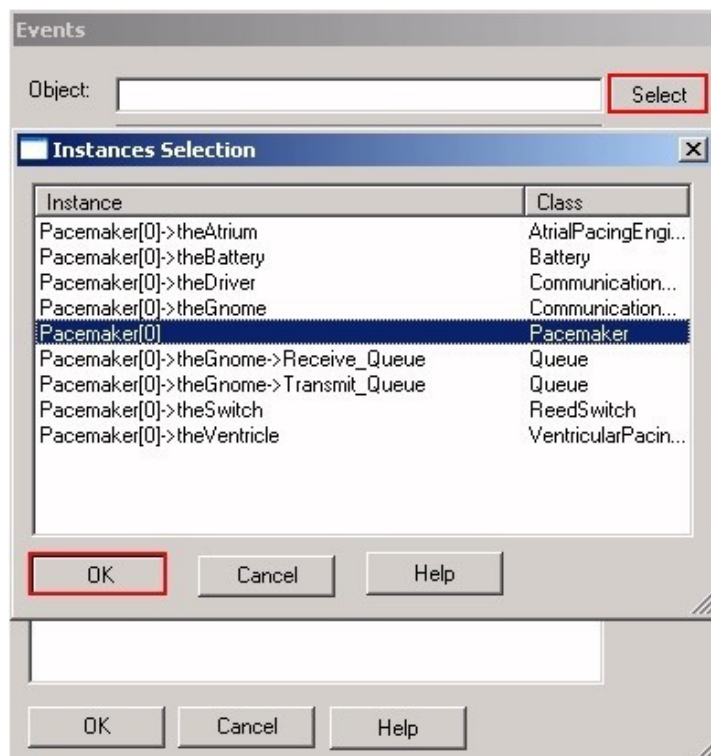 Events
Object: Select
Instances Selection
Instance Class
Pacemaker[0]->theAtrium AtrialPacingEngi...
Pacemaker[0]->theBattery Battery
Pacemaker[0]->theDriver Communication...
Pacemaker[0]->theGnome Communication...
Pacemaker[0] Pacemaker
Pacemaker[0]->theGnome->Receive_Queue Queue
Pacemaker[0]->theGnome->Transmit_Queue Queue
Pacemaker[0]->theSwitch ReedSwitch
Pacemaker[0]->theVentricle VentricularPacin...
OK Cancel Help
OK Cancel Help